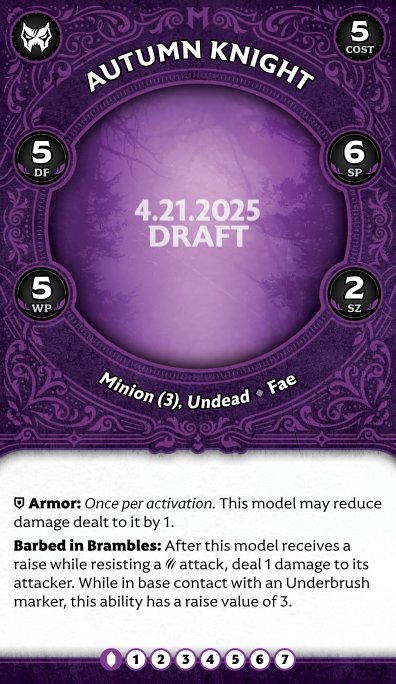 5
COST
AUTUMN KNIGHT
5
DF
6
SP
4.21.2025
DRAFT
5
WP
2
SZ
Minion (3), Undead ◆ Fae
Armor: Once per activation. This model may reduce
damage dealt to it by 1.
Barbed in Brambles: After this model receives a
raise while resisting a attack, deal 1 damage to its
attacker. While in base contact with an Underbrush
marker, this ability has a raise value of 3.
1 2 3 4 5 6 7